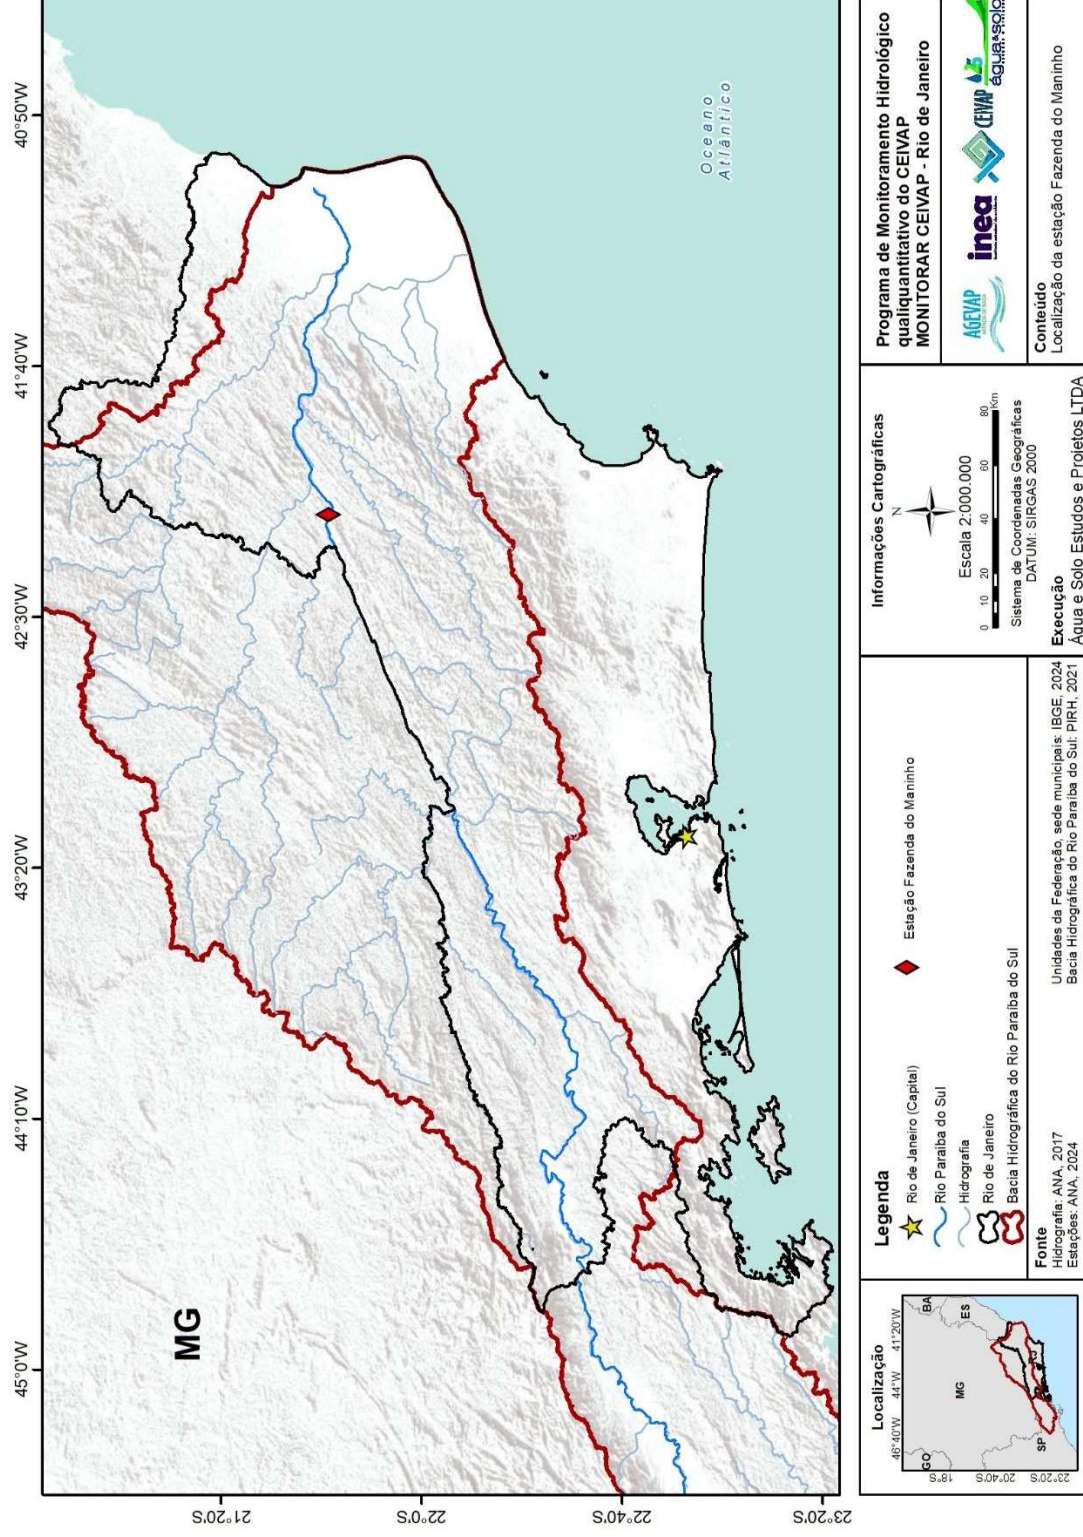 45°0'W
44°10'W
43°20'W
42°30'W
41°40'W
40°50'W
21°20'S
22°0'S
22°40'S
23°20'S
MG
Oceano
Atlântico
Localização
46°40'W
44°W
41°20'W
18°S
20°40'S
23°20'S
GO
BA
MG
ES
SP
RJ
Legenda
Rio de Janeiro (Capital)
Rio Paraíba do Sul
Hidrografia
Rio de Janeiro
Bacia Hidrográfica do Rio Paraíba do Sul
Estação Fazenda do Maninho
Fonte
Hidrografia: ANA, 2017
Estações: ANA, 2024
Unidades da Federação, sede municipais: IBGE, 2024
Bacia Hidrográfica do Rio Paraíba do Sul: PIRH, 2021
Informações Cartográficas
N
Escala 2:000.000
0 10 20 40 60 80
Km
Sistema de Coordenadas Geográficas
DATUM: SIRGAS 2000
Execução
Água e Solo Estudos e Projetos LTDA
Programa de Monitoramento Hidrológico
qualiquantitativo do CEIVAP
MONITORAR CEIVAP - Rio de Janeiro
AGEVAP
inea
CEIVAP
25
água&solo
Conteúdo
Localização da estação Fazenda do Maninho